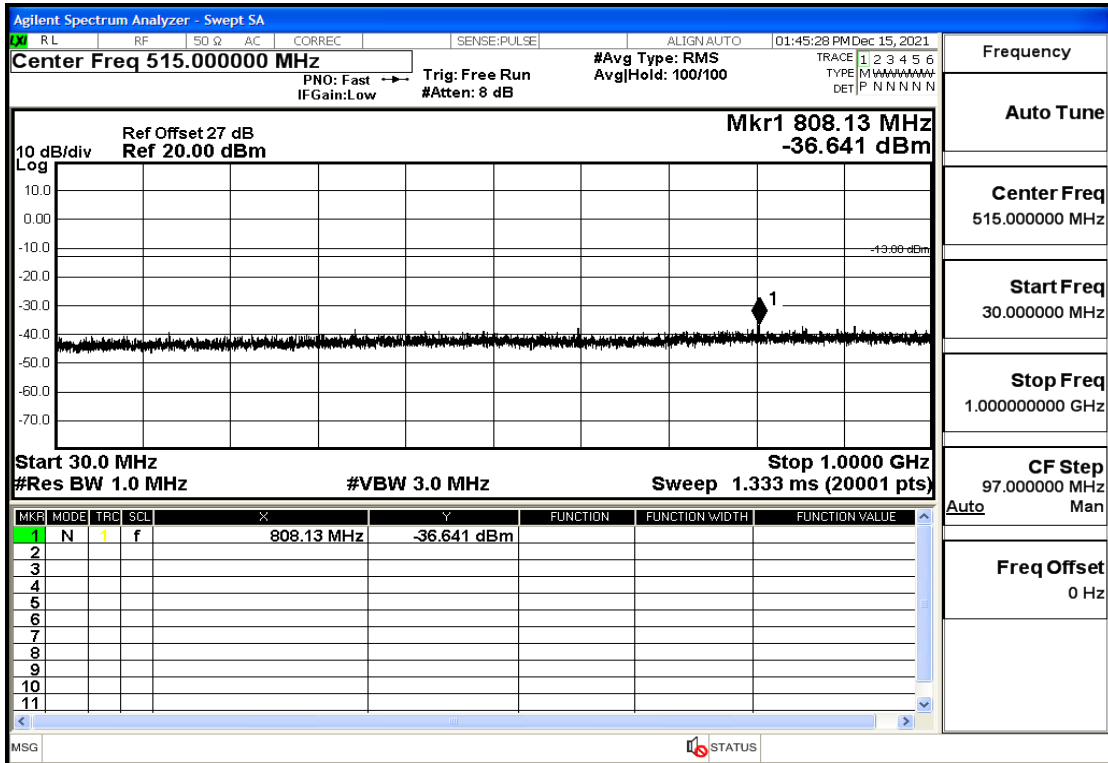 Agilent Spectrum Analyzer - Swept SA
LXI RL RF 50 Ω AC CORREC SENSE:PULSE ALIGN AUTO 01:45:28 PM Dec 15, 2021
Center Freq 515.000000 MHz
PNO: Fast
IFGain:Low
Trig: Free Run
#Atten: 8 dB
#Avg Type: RMS
Avg|Hold: 100/100
TRACE 1 2 3 4 5 6
TYPE M WWWWW
DET P N N N N N
Ref Offset 27 dB
10 dB/div Ref 20.00 dBm
Log
Mkr1 808.13 MHz
-36.641 dBm
10.0
0.00
-10.0
-13.00 dBm
-20.0
-30.0
1
-40.0
-50.0
-60.0
-70.0
Start 30.0 MHz Stop 1.0000 GHz
#Res BW 1.0 MHz #VBW 3.0 MHz Sweep 1.333 ms (20001 pts)
MKR MODE TRC SCL X Y FUNCTION FUNCTION WIDTH FUNCTION VALUE
1 N 1 f 808.13 MHz -36.641 dBm
2
3
4
5
6
7
8
9
10
11
MSG STATUS
Frequency
Auto Tune
Center Freq
515.000000 MHz
Start Freq
30.000000 MHz
Stop Freq
1.000000000 GHz
CF Step
97.000000 MHz
Auto Man
Freq Offset
0 Hz